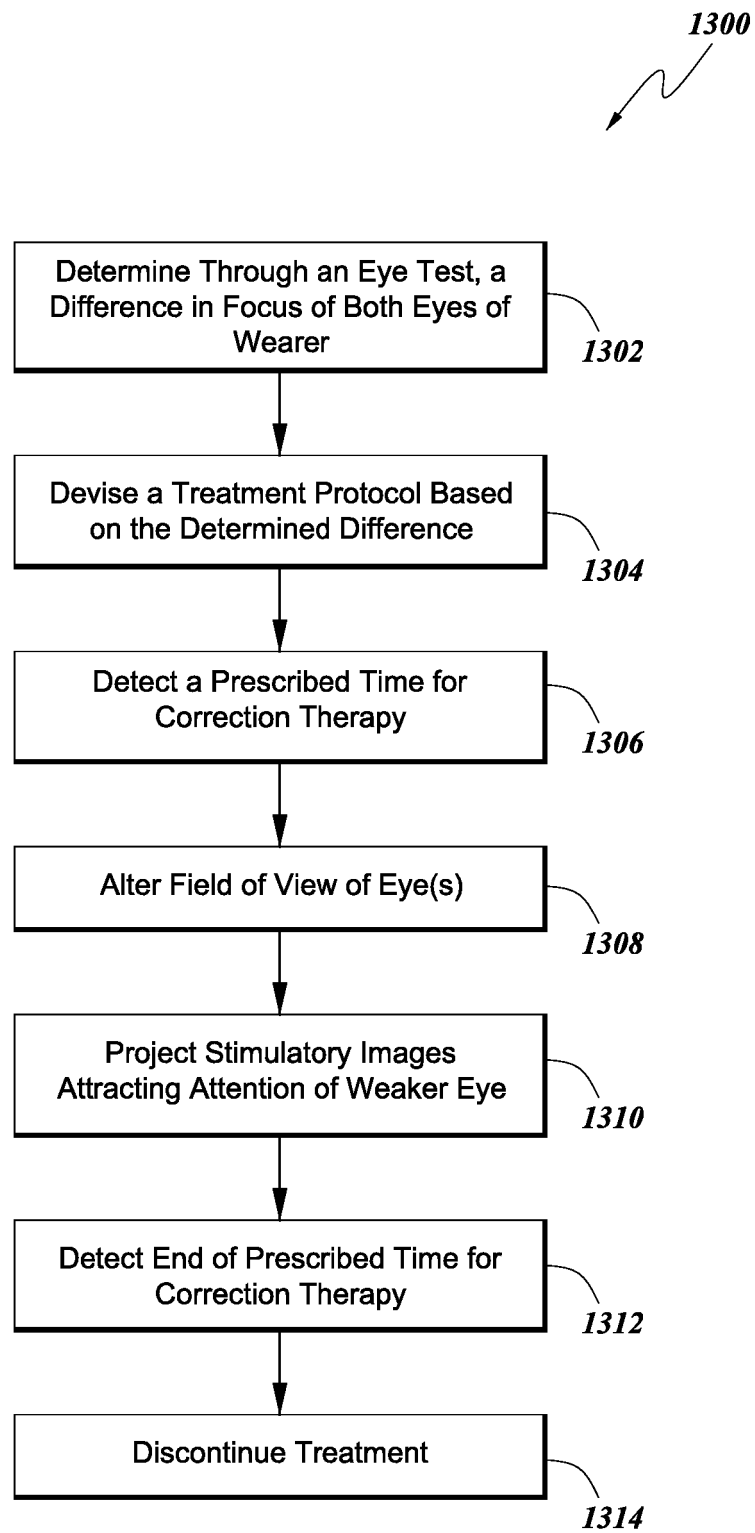 1300
Determine Through an Eye Test, a
Difference in Focus of Both Eyes of
Wearer
1302
Devise a Treatment Protocol Based
on the Determined Difference
1304
Detect a Prescribed Time for
Correction Therapy
1306
Alter Field of View of Eye(s)
1308
Project Stimulatory Images
Attracting Attention of Weaker Eye
1310
Detect End of Prescribed Time for
Correction Therapy
1312
Discontinue Treatment
1314